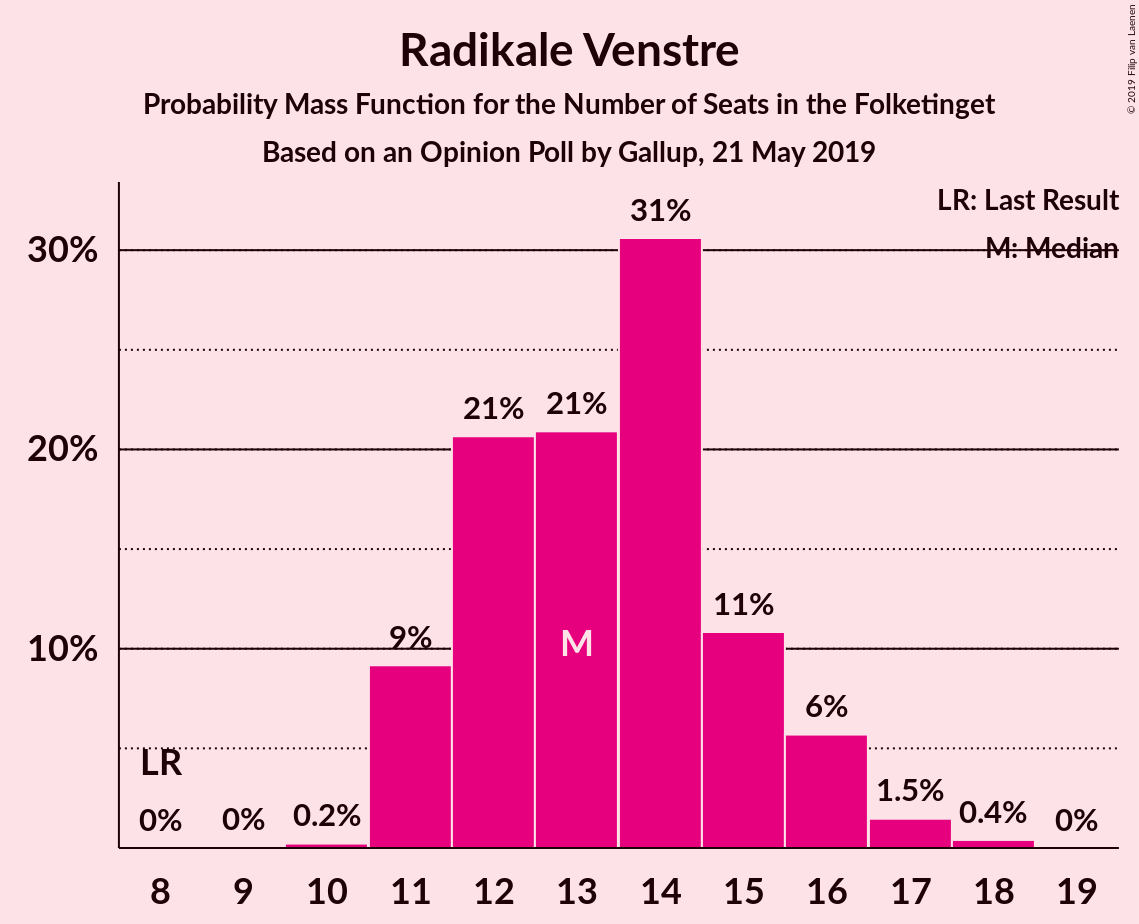 Radikale Venstre
Probability Mass Function for the Number of Seats in the Folketinget
Based on an Opinion Poll by Gallup, 21 May 2019
© 2019 Filip van Laenen
LR: Last Result
M: Median
30%
20%
10%
LR
0%
0%
0.2%
9%
21%
21%
31%
11%
6%
1.5%
0.4%
0%
M
8 9 10 11 12 13 14 15 16 17 18 19